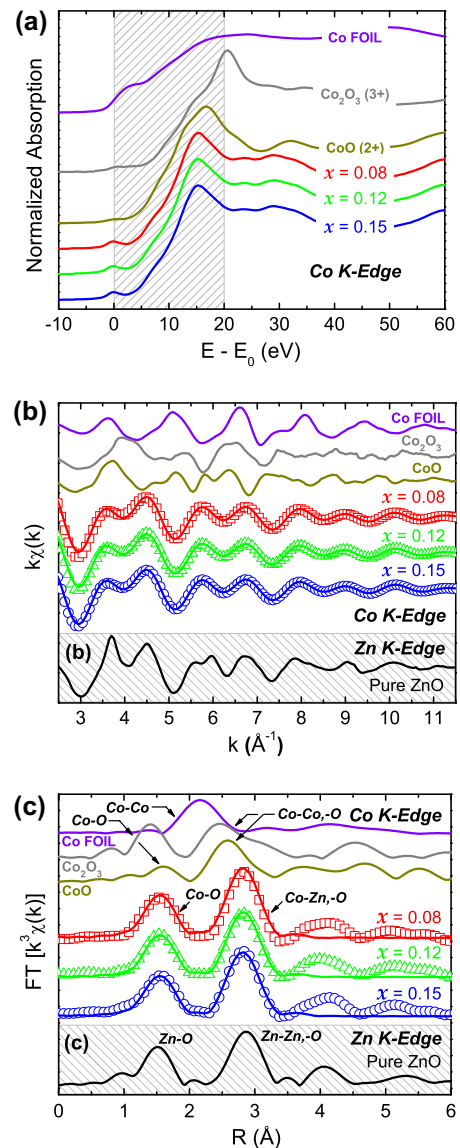 (a)
Co FOIL
Co₂O₃ (3+)
CoO (2+)
x = 0.08
x = 0.12
x = 0.15
Co K-Edge
Normalized Absorption
-10 0 10 20 30 40 50 60
E - E₀ (eV)
(b)
Co FOIL
Co₂O₃
CoO
x = 0.08
x = 0.12
x = 0.15
Co K-Edge
kχ(k)
(b)
Zn K-Edge
Pure ZnO
3 4 5 6 7 8 9 10 11
k (Å⁻¹)
(c)
Co-Co
Co-Co,-O
Co K-Edge
Co-O
Co FOIL
Co₂O₃
CoO
Co-O
Co-Zn,-O
x = 0.08
x = 0.12
x = 0.15
FT [k³χ(k)]
Zn K-Edge
Zn-O
Zn-Zn,-O
(c)
Pure ZnO
0 1 2 3 4 5 6
R (Å)